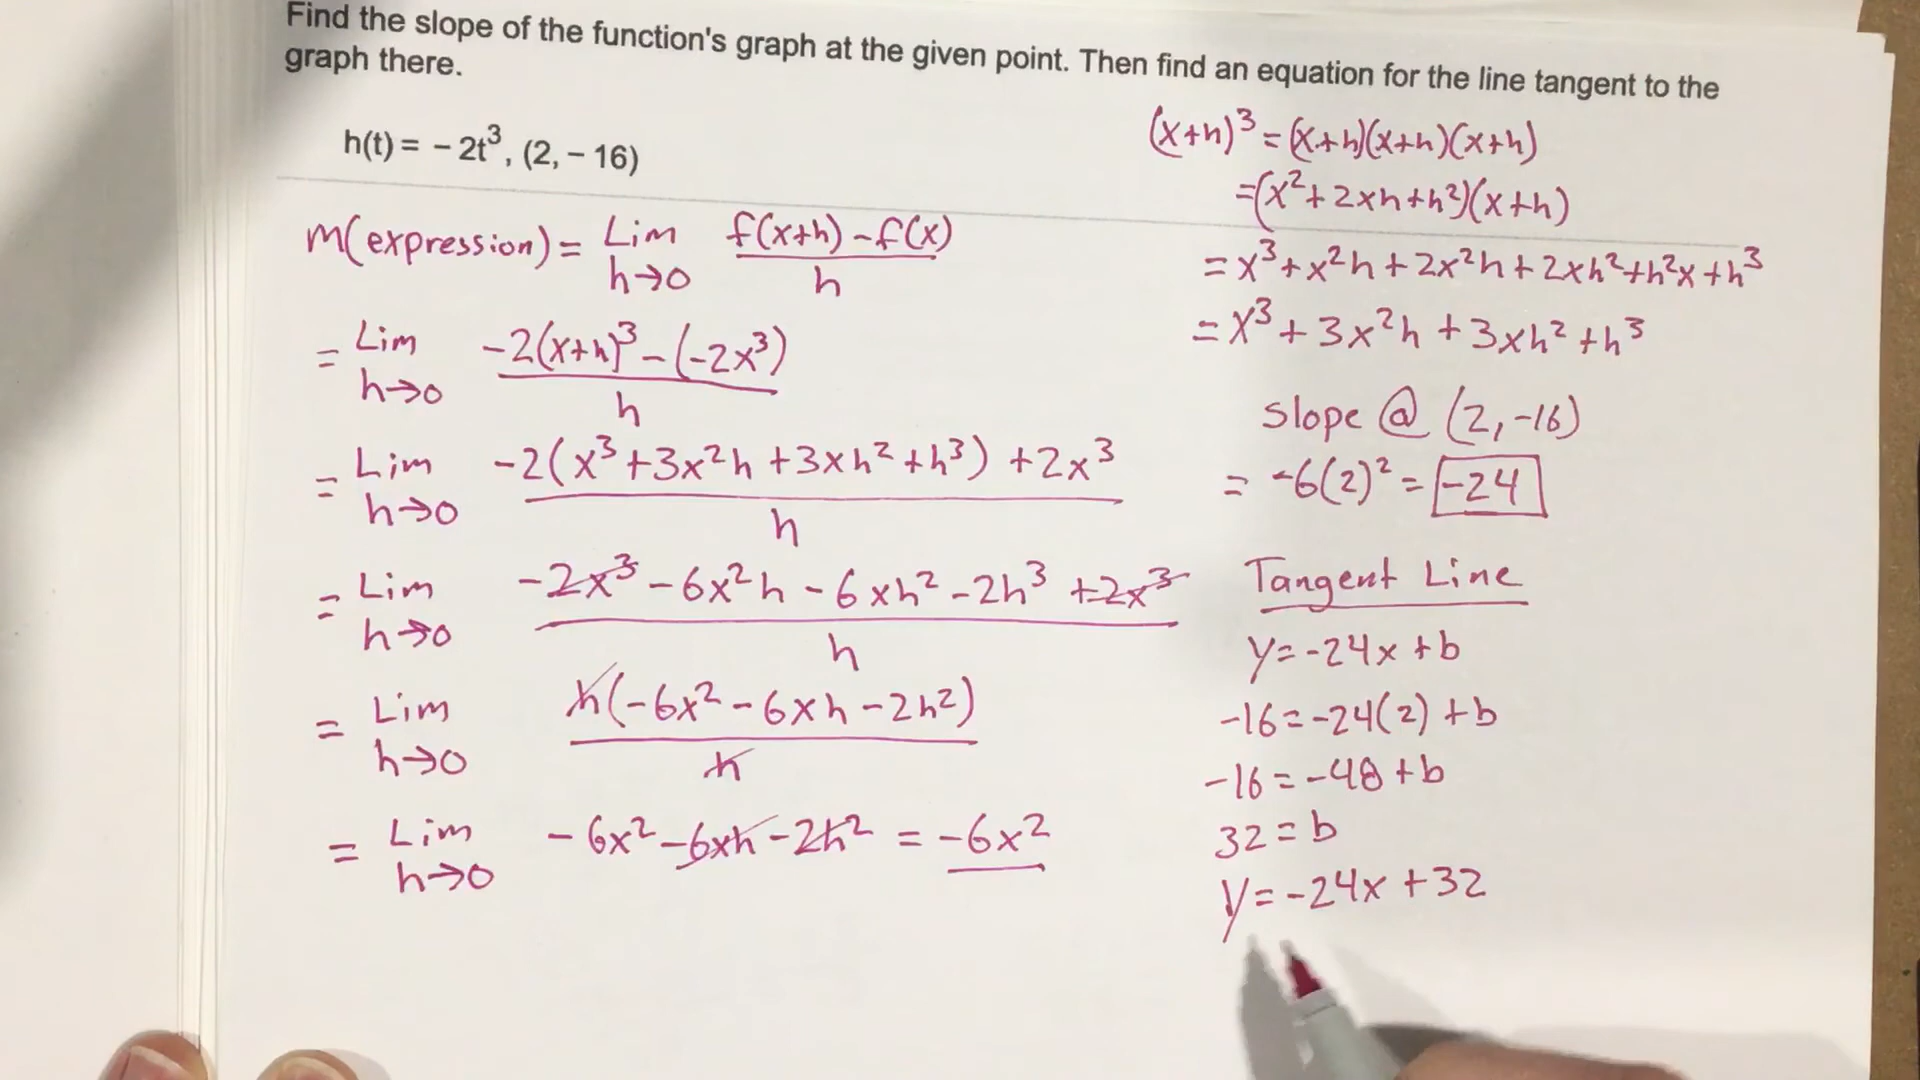 Find the slope of the function's graph at the given point. Then find an equation for the line tangent to the
graph there.
h(t) = − 2t³, (2, − 16)
m(expression) = Lim h→0 f(x+h) − f(x) / h
= Lim h→0 −2(x+h)³ − (−2x³) / h
= Lim h→0 −2(x³ + 3x²h + 3xh² + h³) + 2x³ / h
= Lim h→0 −2x³ − 6x²h − 6xh² − 2h³ + 2x³ / h
= Lim h→0 h(−6x² − 6xh − 2h²) / h
= Lim h→0 −6x² − 6xh − 2h² = −6x²
(x+h)³ = (x+h)(x+h)(x+h)
= (x² + 2xh + h²)(x+h)
= x³ + x²h + 2x²h + 2xh² + h²x + h³
= x³ + 3x²h + 3xh² + h³
Slope @ (2, −16)
= −6(2)² = −24
Tangent Line
y = −24x + b
−16 = −24(2) + b
−16 = −48 + b
32 = b
y = −24x + 32